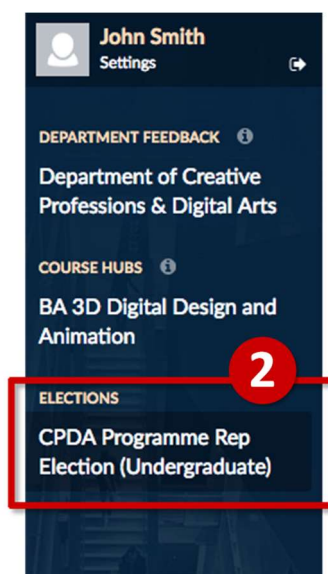 John Smith
Settings
DEPARTMENT FEEDBACK
Department of Creative
Professions & Digital Arts
COURSE HUBS
BA 3D Digital Design and
Animation
2
ELECTIONS
CPDA Programme Rep
Election (Undergraduate)